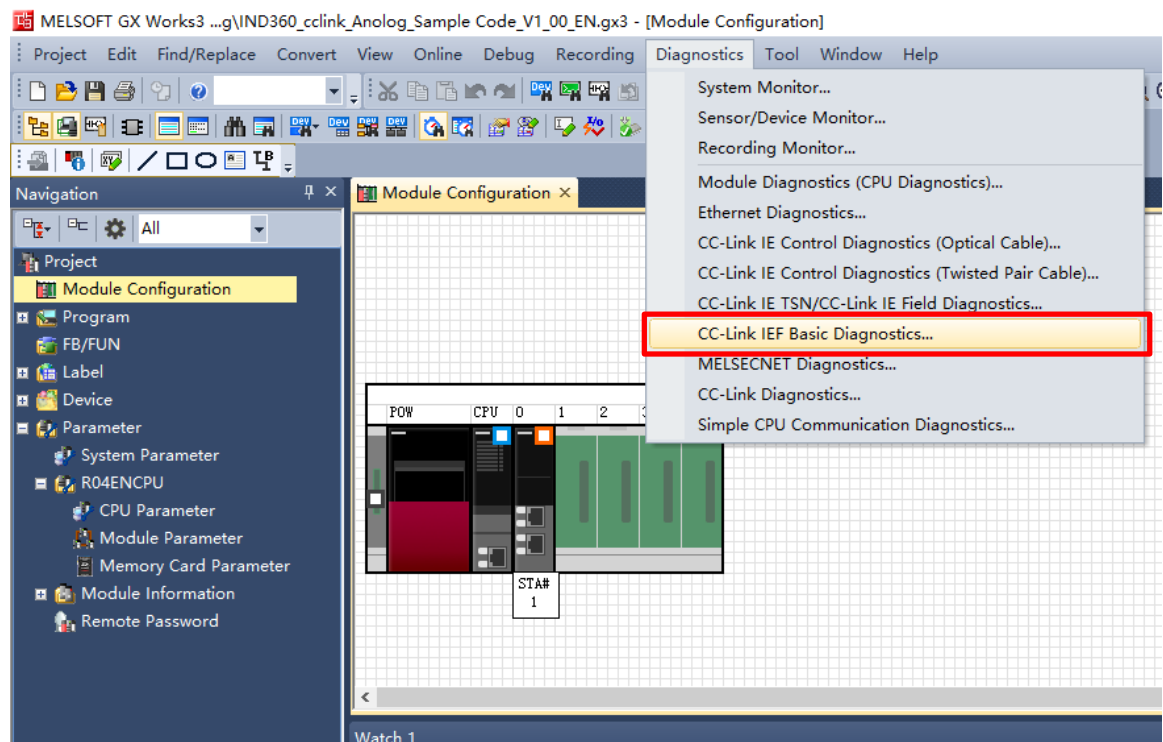 MELSOFT GX Works3 ...g\IND360_cclink_Anolog_Sample Code_V1_00_EN.gx3 - [Module Configuration]
Project Edit Find/Replace Convert View Online Debug Recording Diagnostics Tool Window Help
System Monitor...
Sensor/Device Monitor...
Recording Monitor...
Module Diagnostics (CPU Diagnostics)...
Ethernet Diagnostics...
CC-Link IE Control Diagnostics (Optical Cable)...
CC-Link IE Control Diagnostics (Twisted Pair Cable)...
CC-Link IE TSN/CC-Link IE Field Diagnostics...
CC-Link IEF Basic Diagnostics...
MELSECNET Diagnostics...
CC-Link Diagnostics...
Simple CPU Communication Diagnostics...
Navigation
All
Project
Module Configuration
Program
FB/FUN
Label
Device
Parameter
System Parameter
R04ENCPU
CPU Parameter
Module Parameter
Memory Card Parameter
Module Information
Remote Password
Module Configuration
POW CPU 0 1 2
STA#
1
Watch 1